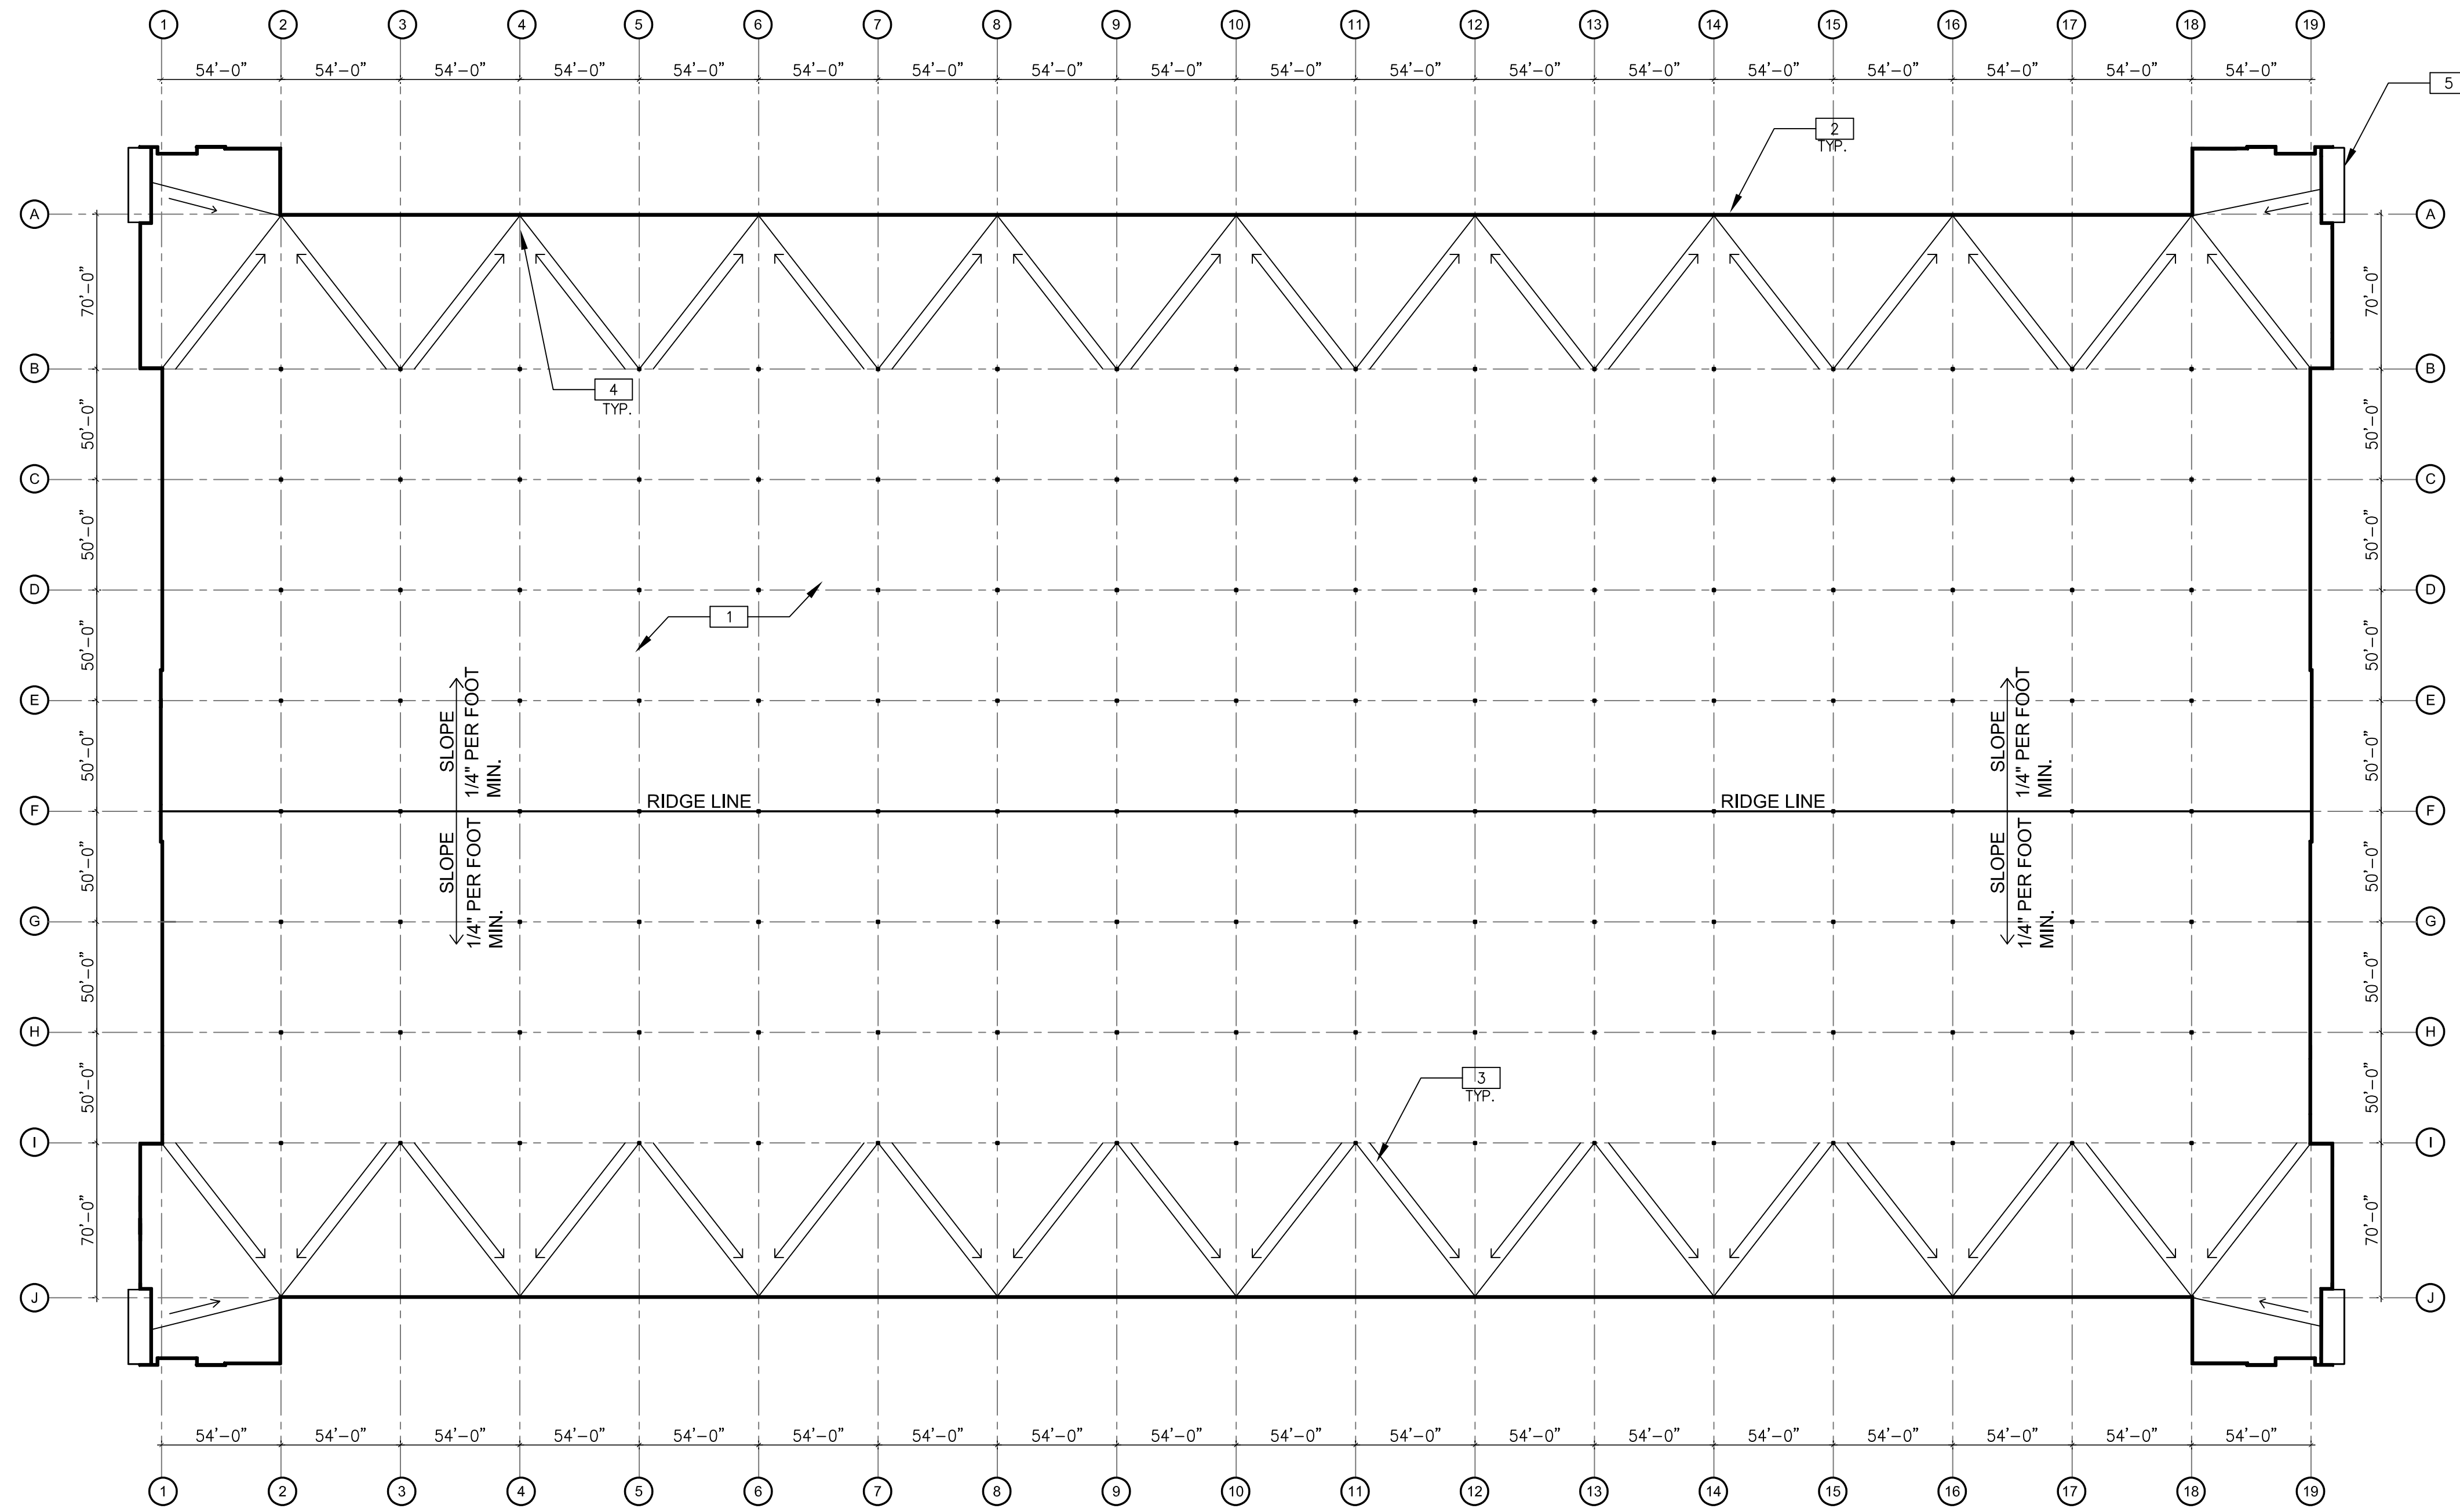 1 2 3 4 5 6 7 8 9 10 11 12 13 14 15 16 17 18 19
54'-0" 54'-0" 54'-0" 54'-0" 54'-0" 54'-0" 54'-0" 54'-0" 54'-0" 54'-0" 54'-0" 54'-0" 54'-0" 54'-0" 54'-0" 54'-0" 54'-0" 54'-0"
5
2
TYP.
A A
70'-0" 70'-0"
B B
4
TYP.
50'-0" 50'-0"
C C
50'-0" 50'-0"
D D
1
50'-0" 50'-0"
E E
SLOPE
1/4" PER FOOT
MIN.
SLOPE
1/4" PER FOOT
MIN.
50'-0" 50'-0"
RIDGE LINE RIDGE LINE
F F
SLOPE
1/4" PER FOOT
MIN.
SLOPE
1/4" PER FOOT
MIN.
50'-0" 50'-0"
G G
50'-0" 50'-0"
H H
3
TYP.
50'-0" 50'-0"
I I
70'-0" 70'-0"
J J
54'-0" 54'-0" 54'-0" 54'-0" 54'-0" 54'-0" 54'-0" 54'-0" 54'-0" 54'-0" 54'-0" 54'-0" 54'-0" 54'-0" 54'-0" 54'-0" 54'-0" 54'-0"
1 2 3 4 5 6 7 8 9 10 11 12 13 14 15 16 17 18 19